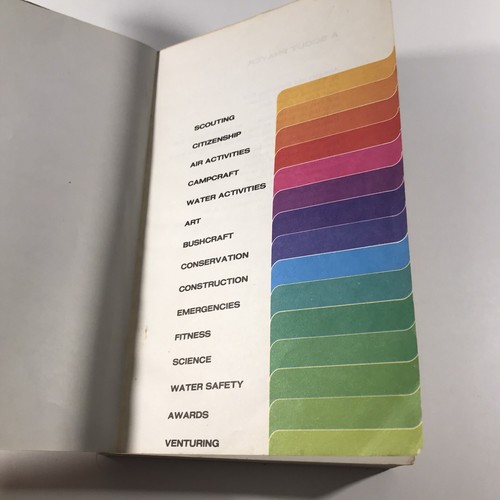 SCOUTING
CITIZENSHIP
AIR ACTIVITIES
CAMPCRAFT
WATER ACTIVITIES
ART
BUSHCRAFT
CONSERVATION
CONSTRUCTION
EMERGENCIES
FITNESS
SCIENCE
WATER SAFETY
AWARDS
VENTURING